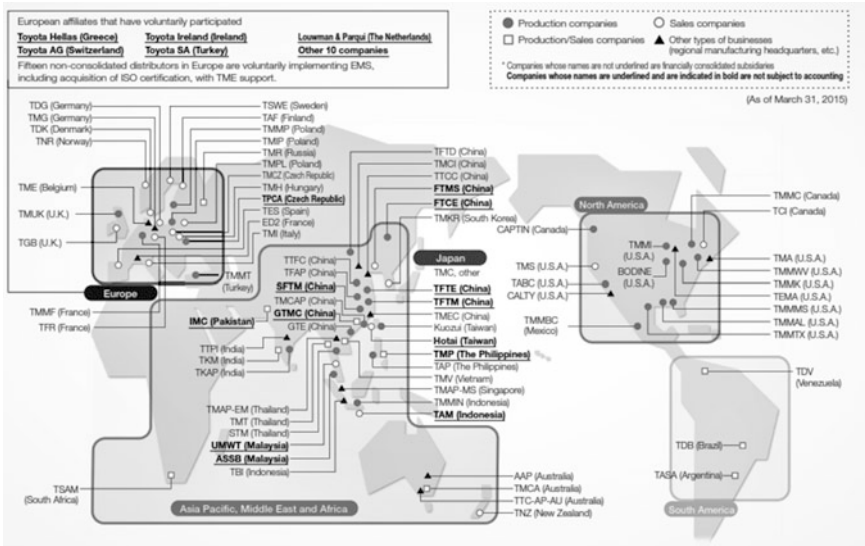 European affiliates that have voluntarily participated
Toyota Hellas (Greece) Toyota Ireland (Ireland) Louwman & Parqui (The Netherlands)
Toyota AG (Switzerland) Toyota SA (Turkey) Other 10 companies
Fifteen non-consolidated distributors in Europe are voluntarily implementing EMS,
including acquisition of ISO certification, with TME support.
Production companies
Sales companies
Production/Sales companies
Other types of businesses
(regional manufacturing headquarters, etc.)
* Companies whose names are not underlined are financially consolidated subsidiaries
Companies whose names are underlined and are indicated in bold are not subject to accounting
(As of March 31, 2015)
TDG (Germany)
TMG (Germany)
TDK (Denmark)
TNR (Norway)
TME (Belgium)
TMUK (U.K.)
TGB (U.K.)
Europe
TMMF (France)
TFR (France)
TSWE (Sweden)
TAF (Finland)
TMMP (Poland)
TMIP (Poland)
TMR (Russia)
TMPL (Poland)
TMCZ (Czech Republic)
TMH (Hungary)
TPCA (Czech Republic)
TES (Spain)
ED2 (France)
TMI (Italy)
TMMT
(Turkey)
TTFC (China)
TFAP (China)
SFTM (China)
TMCAP (China)
GTMC (China)
GTE (China)
IMC (Pakistan)
TTPI (India)
TKM (India)
TKAP (India)
TMAP-EM (Thailand)
TMT (Thailand)
STM (Thailand)
UMWT (Malaysia)
ASSB (Malaysia)
TBI (Indonesia)
TSAM
(South Africa)
Asia Pacific, Middle East and Africa
TFTD (China)
TMCI (China)
TTCC (China)
FTMS (China)
FTCE (China)
TMKR (South Korea)
Japan
TMC, other
TFTE (China)
TFTM (China)
TMEC (China)
Kuozui (Taiwan)
Hotai (Taiwan)
TMP (The Philippines)
TAP (The Philippines)
TMV (Vietnam)
TMAP-MS (Singapore)
TMMIN (Indonesia)
TAM (Indonesia)
AAP (Australia)
TMCA (Australia)
TTC-AP-AU (Australia)
TNZ (New Zealand)
North America
CAPTIN (Canada)
TMS (U.S.A.)
TABC (U.S.A.)
CALTY (U.S.A.)
TMMBC
(Mexico)
TMMI
(U.S.A.)
BODINE
(U.S.A.)
TMMC (Canada)
TCI (Canada)
TMA (U.S.A.)
TMMWV (U.S.A.)
TMMK (U.S.A.)
TEMA (U.S.A.)
TMMMS (U.S.A.)
TMMAL (U.S.A.)
TMMTX (U.S.A.)
TDV
(Venezuela)
TDB (Brazil)
TASA (Argentina)
South America